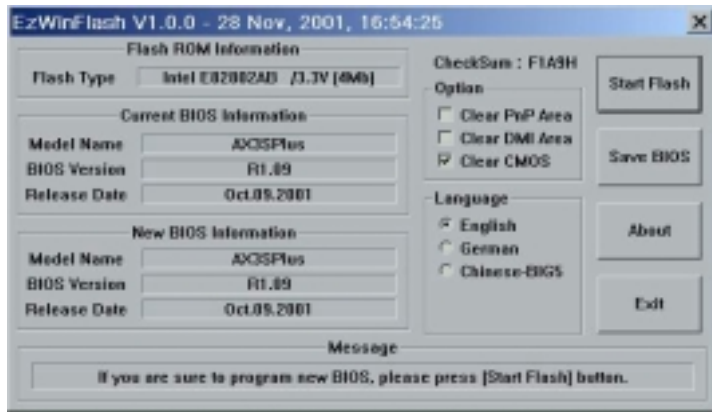 EzWinFlash V1.0.0 - 28 Nov, 2001, 16:54:25
Flash ROM Information
Flash Type Intel E82802AB /3.3V (4Mb)
Current BIOS Information
Model Name AX3SPlus
BIOS Version R1.09
Release Date Oct.09.2001
New BIOS Information
Model Name AX3SPlus
BIOS Version R1.09
Release Date Oct.09.2001
CheckSum : F1A9H
Option
Clear PnP Area
Clear DMI Area
Clear CMOS
Language
English
German
Chinese-BIG5
Start Flash
Save BIOS
About
Exit
Message
If you are sure to program new BIOS, please press [Start Flash] button.